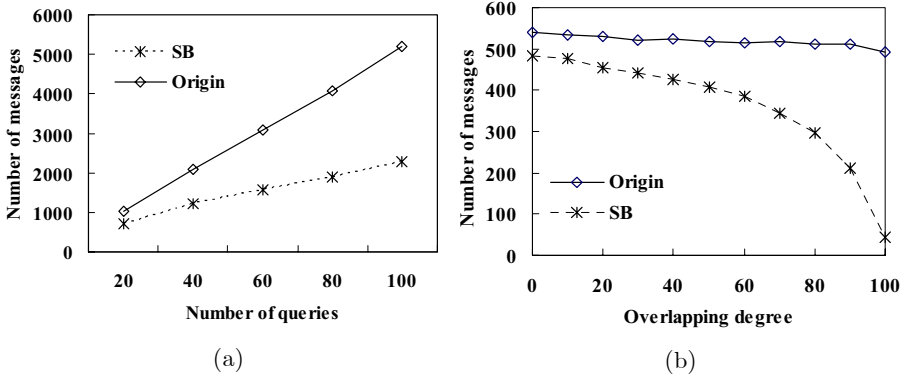 6000
5000
4000
3000
2000
1000
0
Number of messages
SB
Origin
20 40 60 80 100
Number of queries
(a)
600
500
400
300
200
100
0
Number of messages
Origin
SB
0 20 40 60 80 100
Overlapping degree
(b)